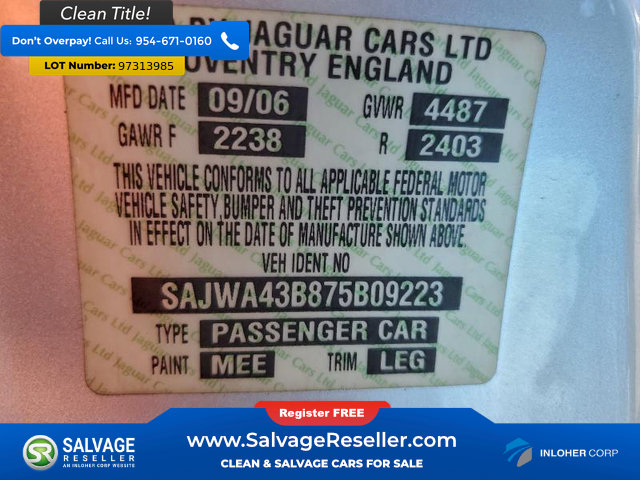 Clean Title!
Don't Overpay! Call Us: 954-671-0160
LOT Number: 97313985
BY JAGUAR CARS LTD
COVENTRY ENGLAND
MFD DATE 09/06 GVWR 4487
GAWR F 2238 R 2403
THIS VEHICLE CONFORMS TO ALL APPLICABLE FEDERAL MOTOR
VEHICLE SAFETY, BUMPER AND THEFT PREVENTION STANDARDS
IN EFFECT ON THE DATE OF MANUFACTURE SHOWN ABOVE.
VEH IDENT NO
SAJWA43B875B09223
TYPE PASSENGER CAR
PAINT MEE TRIM LEG
Register FREE
SALVAGE
RESELLER
AN INLOHER CORP WEBSITE
www.SalvageReseller.com
CLEAN & SALVAGE CARS FOR SALE
INLOHER CORP